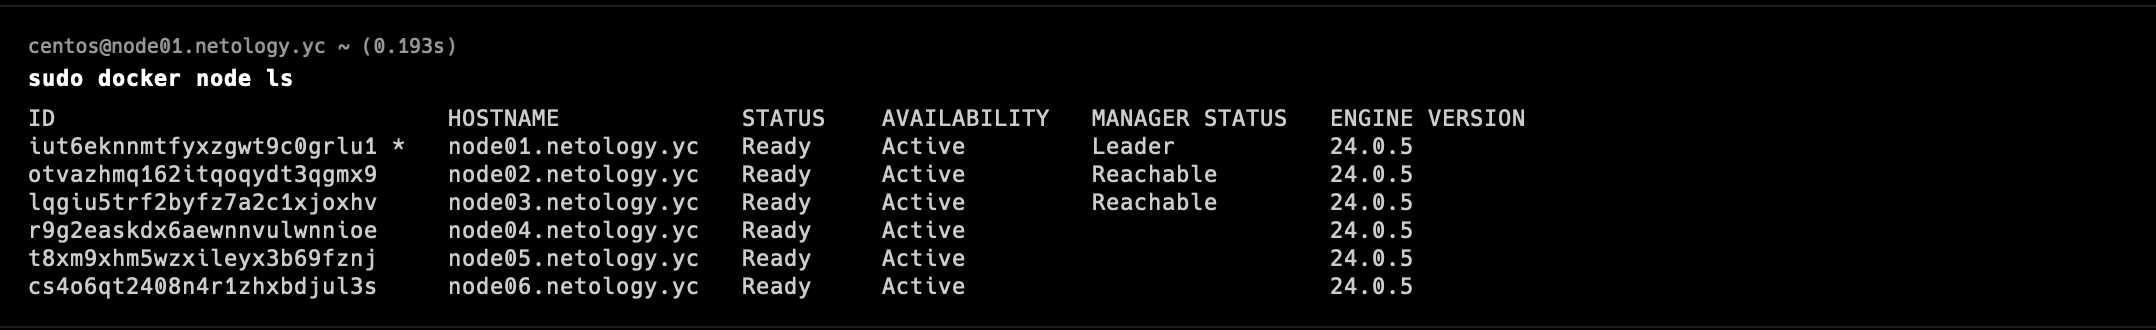 centos@node01.netology.yc ~ (0.193s)
sudo docker node ls
ID HOSTNAME STATUS AVAILABILITY MANAGER STATUS ENGINE VERSION
iut6eknnmtfyxzgwt9c0grlu1 * node01.netology.yc Ready Active Leader 24.0.5
otvazhmq162itqoqydt3qgmx9 node02.netology.yc Ready Active Reachable 24.0.5
lqgiu5trf2byfz7a2c1xjoxhv node03.netology.yc Ready Active Reachable 24.0.5
r9g2easkdx6aewnnvulwnnioe node04.netology.yc Ready Active 24.0.5
t8xm9xhm5wzxileyx3b69fznj node05.netology.yc Ready Active 24.0.5
cs4o6qt2408n4r1zhxbdjul3s node06.netology.yc Ready Active 24.0.5